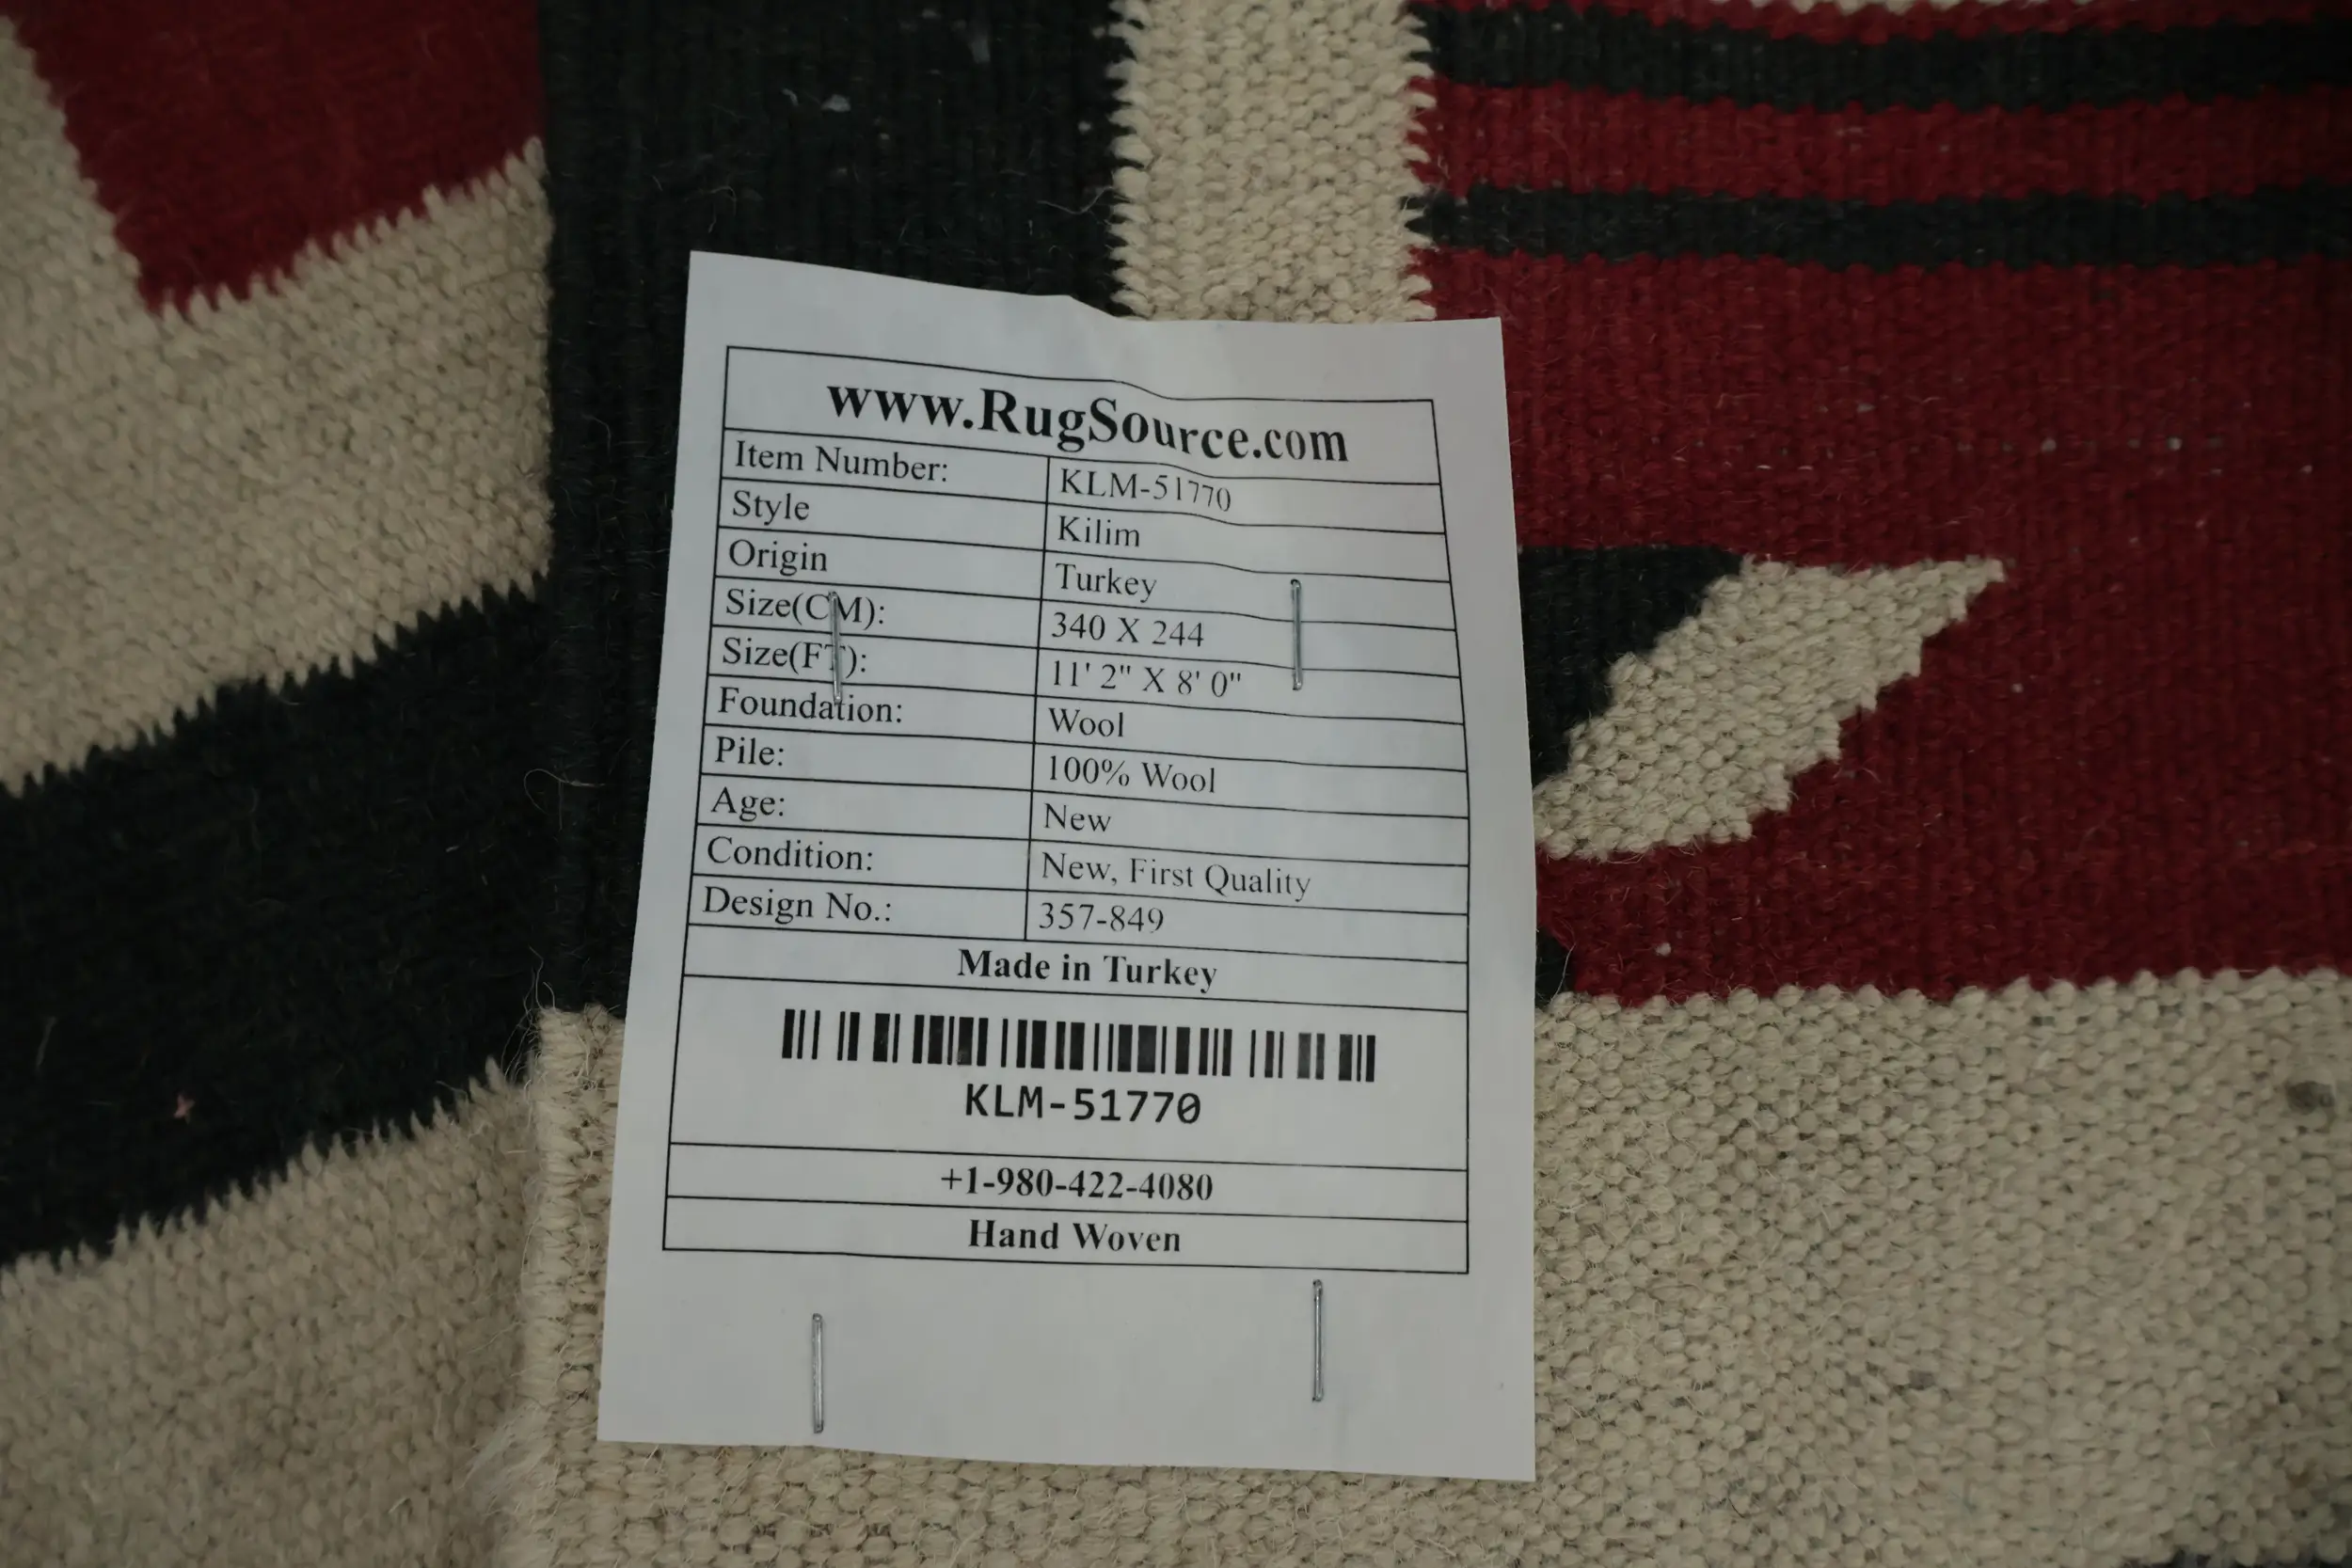 www.RugSource.com
Item Number: KLM-51770
Style Kilim
Origin Turkey
Size(CM): 340 X 244
Size(FT): 11' 2" X 8' 0"
Foundation: Wool
Pile: 100% Wool
Age: New
Condition: New, First Quality
Design No.: 357-849
Made in Turkey
KLM-51770
+1-980-422-4080
Hand Woven